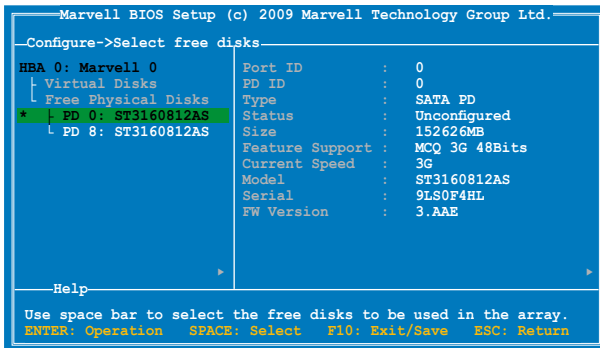 Marvell BIOS Setup (c) 2009 Marvell Technology Group Ltd.
Configure->Select free disks
HBA 0: Marvell 0
Virtual Disks
Free Physical Disks
* PD 0: ST3160812AS
PD 8: ST3160812AS
Port ID : 0
PD ID : 0
Type : SATA PD
Status : Unconfigured
Size : 152626MB
Feature Support : MCQ 3G 48Bits
Current Speed : 3G
Model : ST3160812AS
Serial : 9LS0F4HL
FW Version : 3.AAE
Help
Use space bar to select the free disks to be used in the array.
ENTER: Operation SPACE: Select F10: Exit/Save ESC: Return